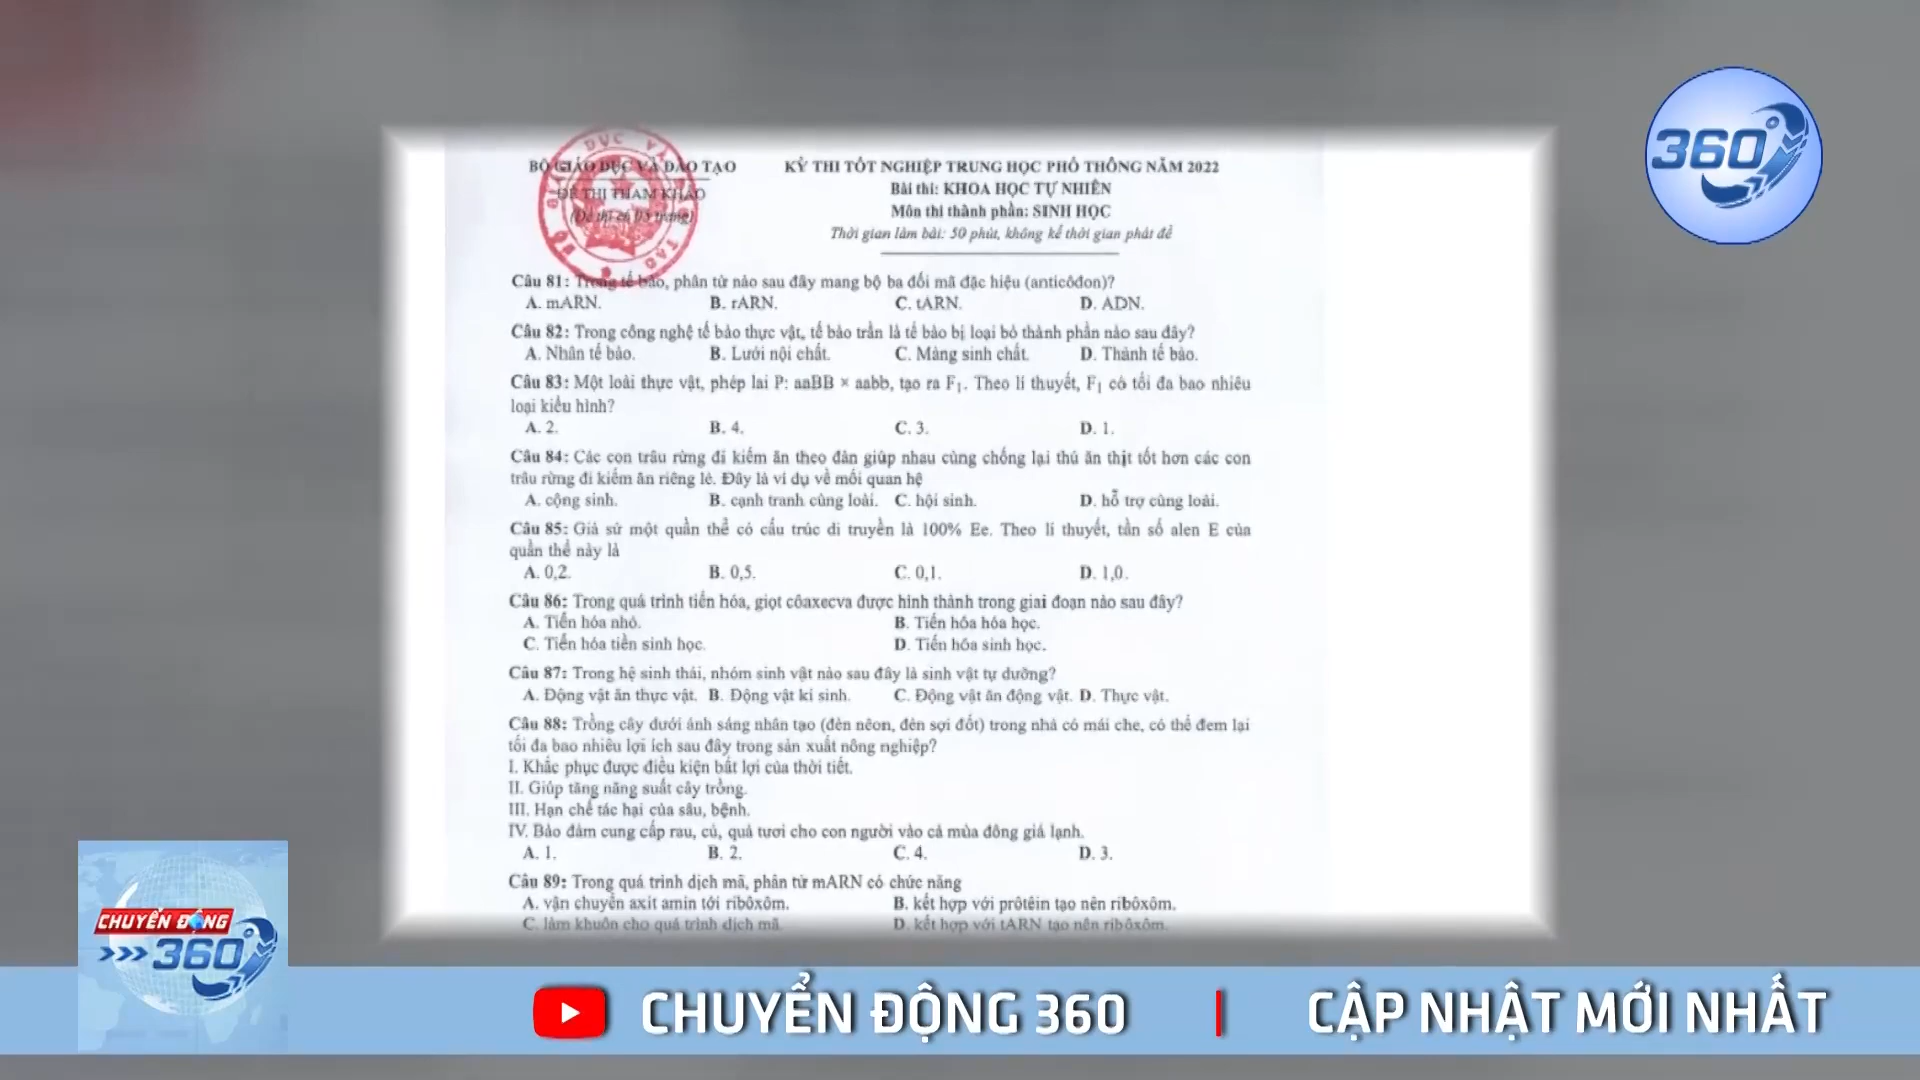 360°
BỘ GIÁO DỤC VÀ ĐÀO TẠO
ĐỀ THI THAM KHẢO
(Đề thi có 05 trang)
KỲ THI TỐT NGHIỆP TRUNG HỌC PHỔ THÔNG NĂM 2022
Bài thi: KHOA HỌC TỰ NHIÊN
Môn thi thành phần: SINH HỌC
Thời gian làm bài: 50 phút, không kể thời gian phát đề
Câu 81: Trong tế bào, phân tử nào sau đây mang bộ ba đối mã đặc hiệu (anticôđon)?
A. mARN. B. rARN. C. tARN. D. ADN.
Câu 82: Trong công nghệ tế bào thực vật, tế bào trần là tế bào bị loại bỏ thành phần nào sau đây?
A. Nhân tế bào. B. Lưới nội chất. C. Màng sinh chất. D. Thành tế bào.
Câu 83: Một loài thực vật, phép lai P: aaBB × aabb, tạo ra F₁. Theo lí thuyết, F₁ có tối đa bao nhiêu
loại kiểu hình?
A. 2. B. 4. C. 3. D. 1.
Câu 84: Các con trâu rừng đi kiếm ăn theo đàn giúp nhau cùng chống lại thú ăn thịt tốt hơn các con
trâu rừng đi kiếm ăn riêng lẻ. Đây là ví dụ về mối quan hệ
A. cộng sinh. B. cạnh tranh cùng loài. C. hội sinh. D. hỗ trợ cùng loài.
Câu 85: Giả sử một quần thể có cấu trúc di truyền là 100% Ee. Theo lí thuyết, tần số alen E của
quần thể này là
A. 0,2. B. 0,5. C. 0,1. D. 1,0.
Câu 86: Trong quá trình tiến hóa, giọt côaxecva được hình thành trong giai đoạn nào sau đây?
A. Tiến hóa nhỏ. B. Tiến hóa hóa học.
C. Tiến hóa tiền sinh học. D. Tiến hóa sinh học.
Câu 87: Trong hệ sinh thái, nhóm sinh vật nào sau đây là sinh vật tự dưỡng?
A. Động vật ăn thực vật. B. Động vật kí sinh. C. Động vật ăn động vật. D. Thực vật.
Câu 88: Trồng cây dưới ánh sáng nhân tạo (đèn nêon, đèn sợi đốt) trong nhà có mái che, có thể đem lại
tối đa bao nhiêu lợi ích sau đây trong sản xuất nông nghiệp?
I. Khắc phục được điều kiện bất lợi của thời tiết.
II. Giúp tăng năng suất cây trồng.
III. Hạn chế tác hại của sâu, bệnh.
IV. Bảo đảm cung cấp rau, củ, quả tươi cho con người vào cả mùa đông giá lạnh.
A. 1. B. 2. C. 4. D. 3.
Câu 89: Trong quá trình dịch mã, phân tử mARN có chức năng
A. vận chuyển axit amin tới ribôxôm. B. kết hợp với prôtêin tạo nên ribôxôm.
C. làm khuôn cho quá trình dịch mã. D. kết hợp với tARN tạo nên ribôxôm.
CHUYỂN ĐỘNG
360°
CHUYỂN ĐỘNG 360 | CẬP NHẬT MỚI NHẤT